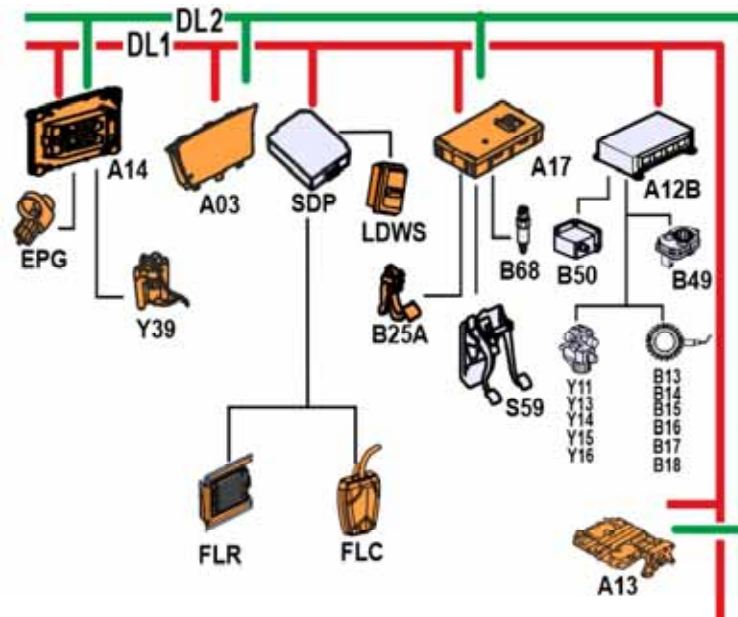 DL2
DL1
A14
A03
SDP
A17
A12B
EPG
LDWS
B68
B50
B49
Y39
B25A
S59
Y11
Y13
Y14
Y15
Y16
B13
B14
B15
B16
B17
B18
FLR
FLC
A13